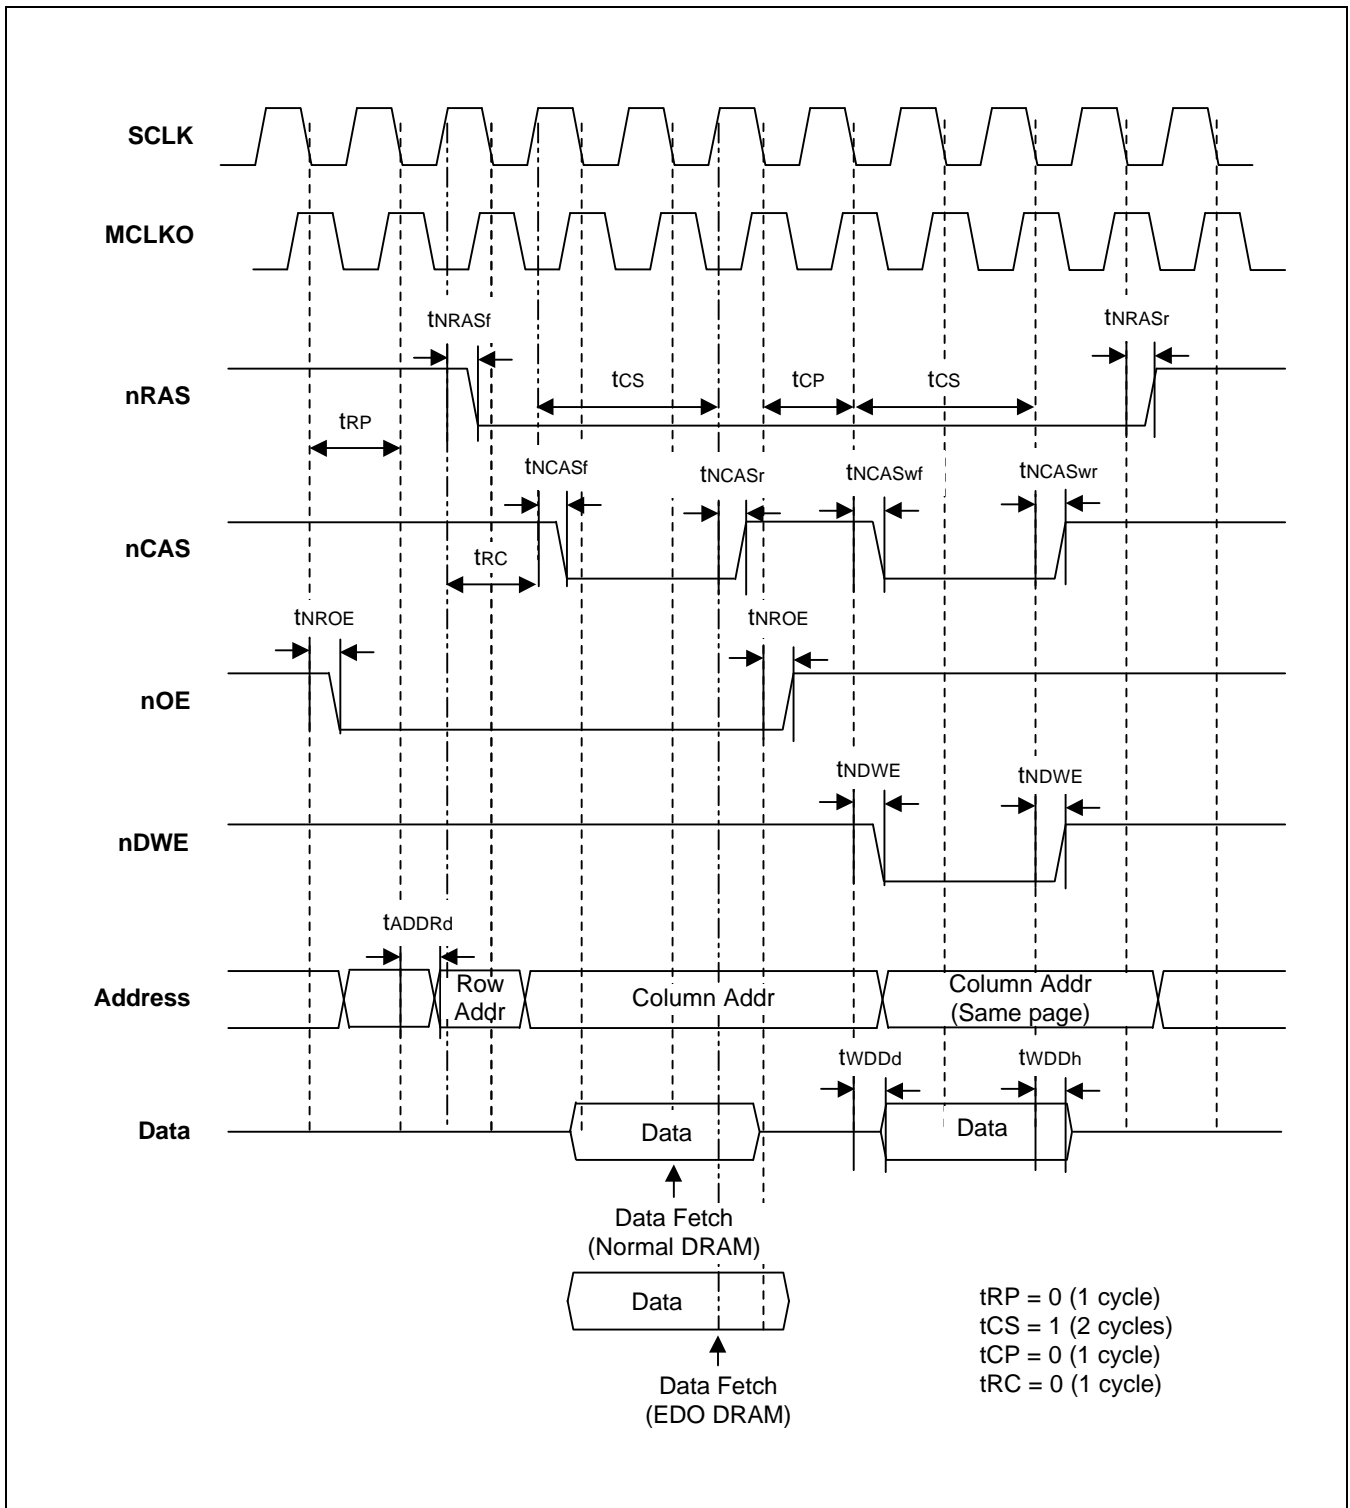 SCLK
MCLKO
tNRASf
tNRASr
nRAS
tCS
tCP
tCS
tRP
tNCASf
tNCASr
tNCASwf
tNCASwr
nCAS
tRC
tNROE
tNROE
nOE
tNDWE
tNDWE
nDWE
tADDRd
Address
Row
Addr
Column Addr
Column Addr
(Same page)
tWDDd
tWDDh
Data
Data
Data
Data Fetch
(Normal DRAM)
Data
Data Fetch
(EDO DRAM)
tRP = 0 (1 cycle)
tCS = 1 (2 cycles)
tCP = 0 (1 cycle)
tRC = 0 (1 cycle)